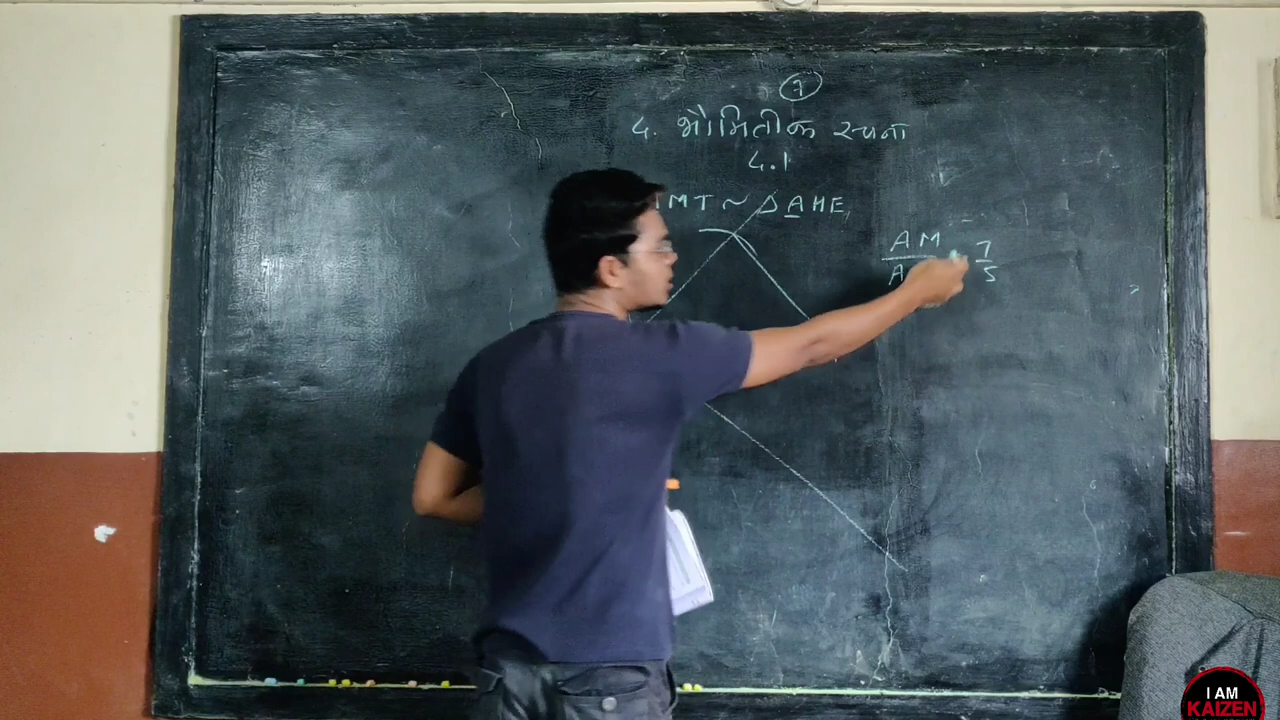 ૧
૪. ભૌમિતીક રચના
૪.૧
MT ~ Δ AHE,
AM
A = 7/5
I AM
KAIZEN